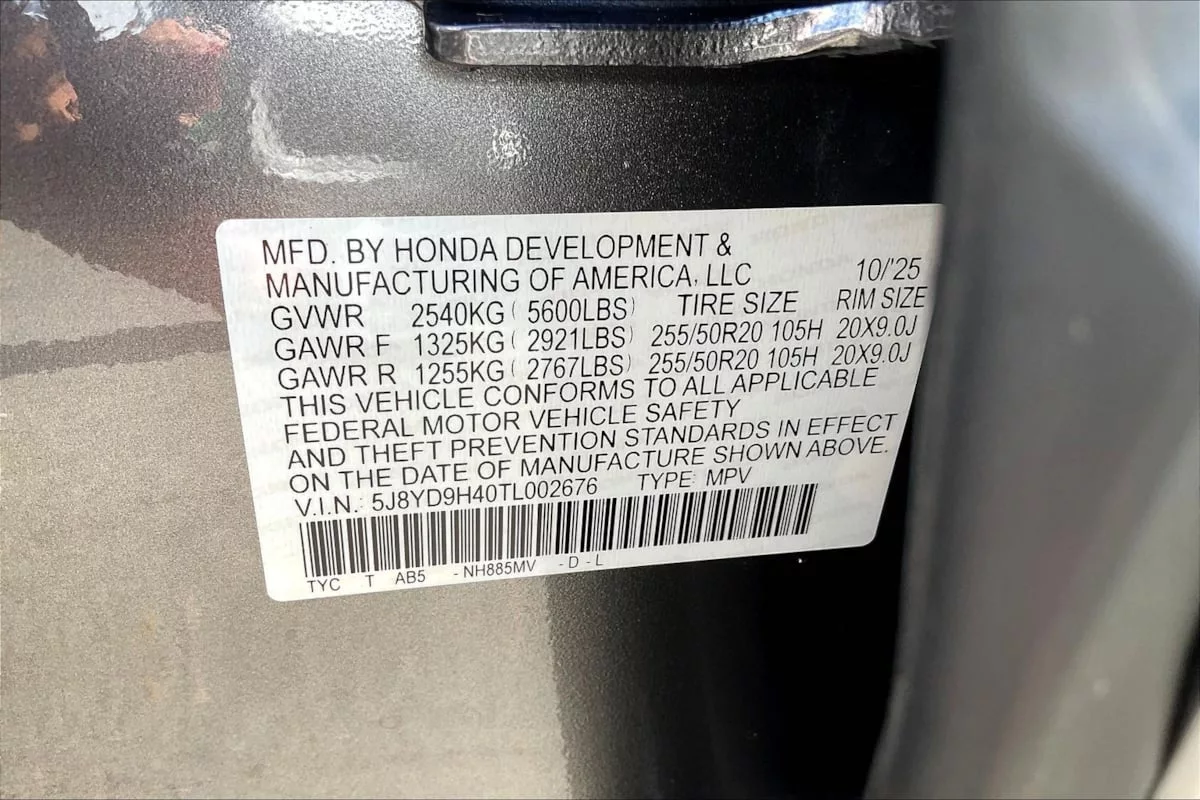 MFD. BY HONDA DEVELOPMENT &
MANUFACTURING OF AMERICA, LLC 10/'25
GVWR 2540KG ( 5600LBS) TIRE SIZE RIM SIZE
GAWR F 1325KG ( 2921LBS) 255/50R20 105H 20X9.0J
GAWR R 1255KG ( 2767LBS) 255/50R20 105H 20X9.0J
THIS VEHICLE CONFORMS TO ALL APPLICABLE
FEDERAL MOTOR VEHICLE SAFETY
AND THEFT PREVENTION STANDARDS IN EFFECT
ON THE DATE OF MANUFACTURE SHOWN ABOVE.
V.I.N.: 5J8YD9H40TL002676 TYPE: MPV
TYC T AB5 -NH885MV -D-L